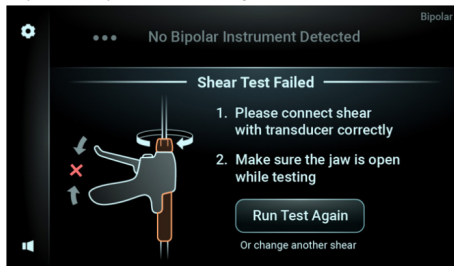 Bipolar
No Bipolar Instrument Detected
Shear Test Failed
1. Please connect shear
with transducer correctly
2. Make sure the jaw is open
while testing
Run Test Again
Or change another shear